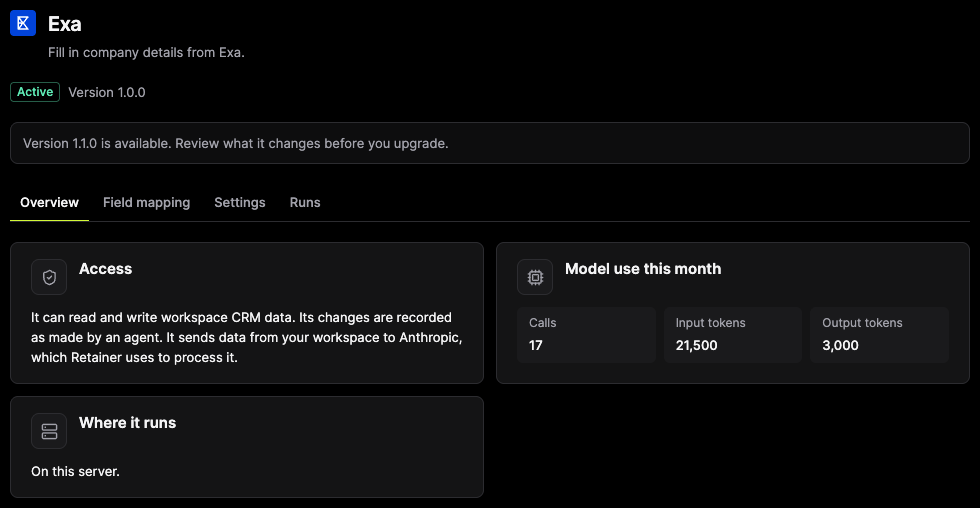 Exa
Fill in company details from Exa.
Active Version 1.0.0
Version 1.1.0 is available. Review what it changes before you upgrade.
Overview Field mapping Settings Runs
Access
It can read and write workspace CRM data. Its changes are recorded
as made by an agent. It sends data from your workspace to Anthropic,
which Retainer uses to process it.
Model use this month
Calls Input tokens Output tokens
17 21,500 3,000
Where it runs
On this server.